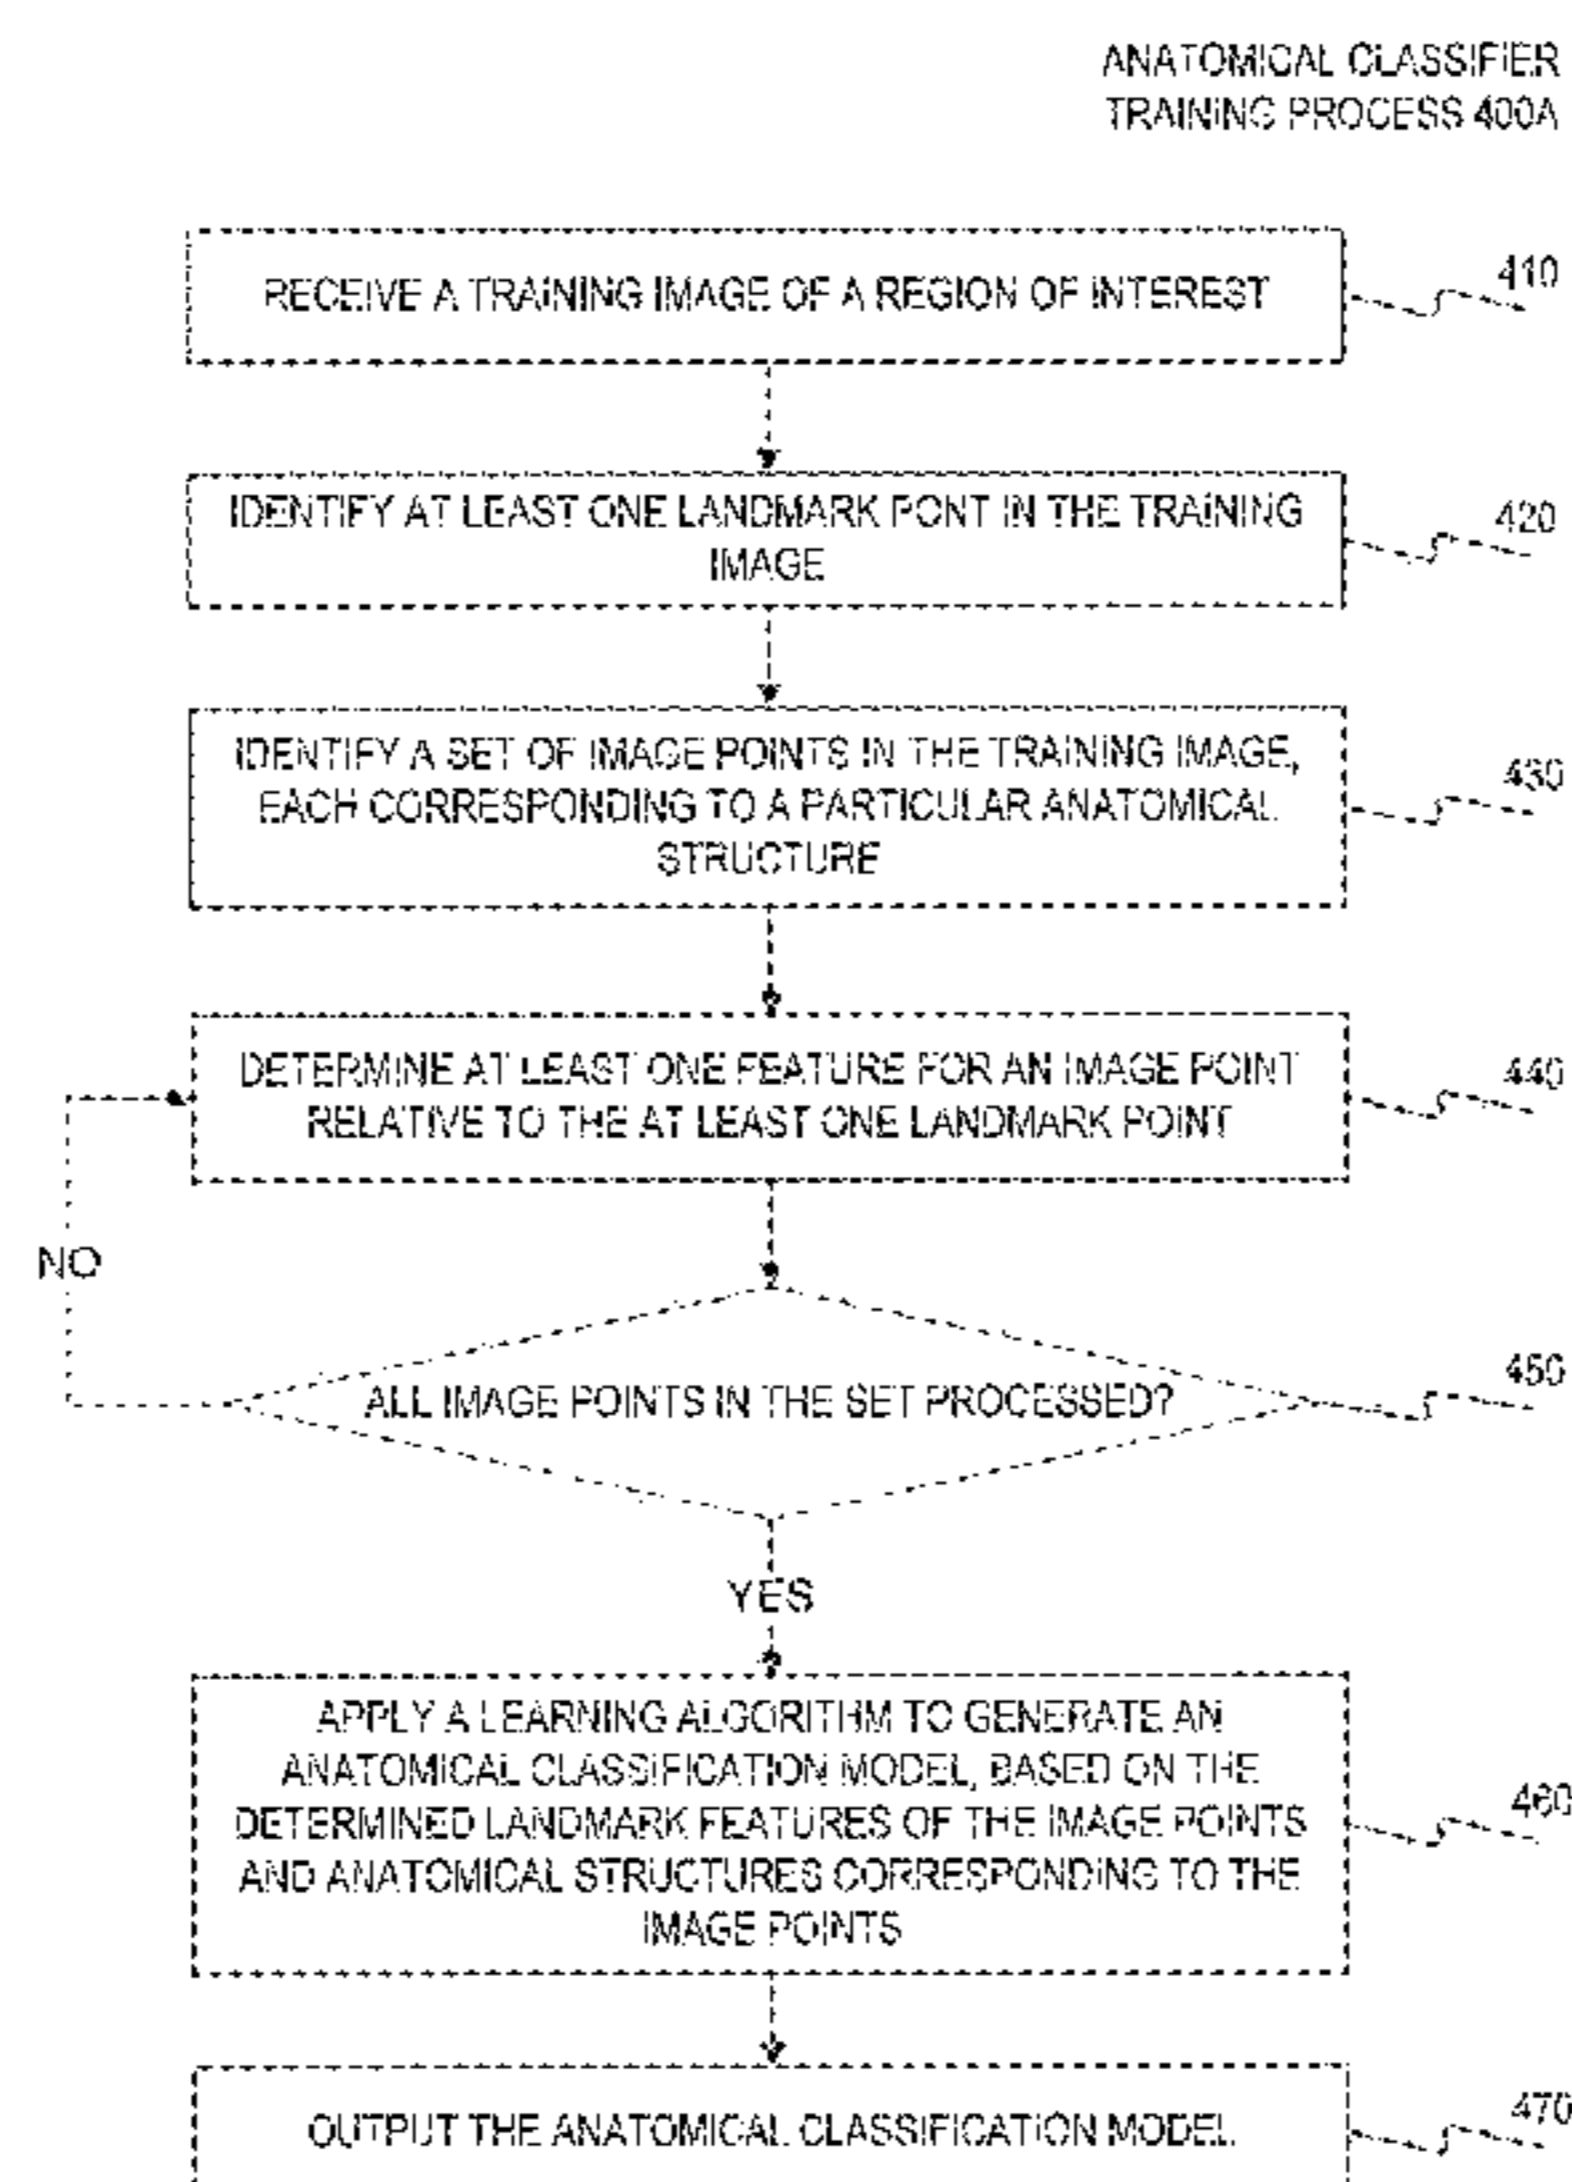 ANATOMICAL CLASSIFIER
TRAINING PROCESS 400A
RECEIVE A TRAINING IMAGE OF A REGION OF INTEREST
410
IDENTIFY AT LEAST ONE LANDMARK PONT IN THE TRAINING
IMAGE
420
IDENTIFY A SET OF IMAGE POINTS IN THE TRAINING IMAGE,
EACH CORRESPONDING TO A PARTICULAR ANATOMICAL
STRUCTURE
430
DETERMINE AT LEAST ONE FEATURE FOR AN IMAGE POINT
RELATIVE TO THE AT LEAST ONE LANDMARK POINT
440
NO
ALL IMAGE POINTS IN THE SET PROCESSED?
450
YES
APPLY A LEARNING ALGORITHM TO GENERATE AN
ANATOMICAL CLASSIFICATION MODEL, BASED ON THE
DETERMINED LANDMARK FEATURES OF THE IMAGE POINTS
AND ANATOMICAL STRUCTURES CORRESPONDING TO THE
IMAGE POINTS
460
OUTPUT THE ANATOMICAL CLASSIFICATION MODEL
470